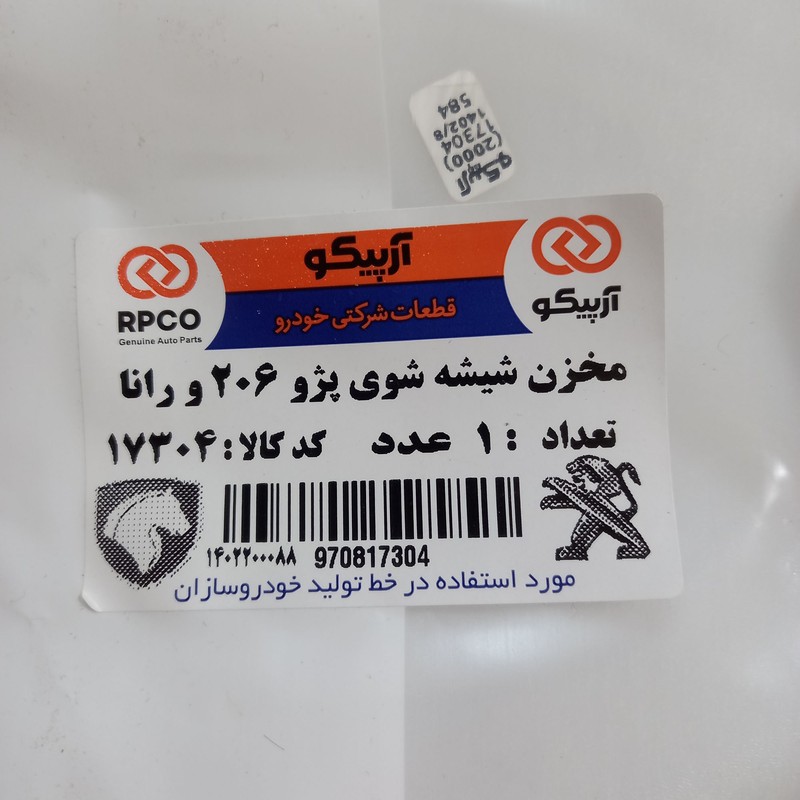 آرپیکو
(2000)
17304
1402/8
584
RPCO
Genuine Auto Parts
آرپیکو
قطعات شرکتی خودرو
آرپیکو
مخزن شیشه شوی پژو ۲۰۶ و رانا
تعداد : ۱ عدد کد کالا: ۱۷۳۰۴
۱۴۰۲۲۰۰۰۸۸ 970817304
مورد استفاده در خط تولید خودروسازان